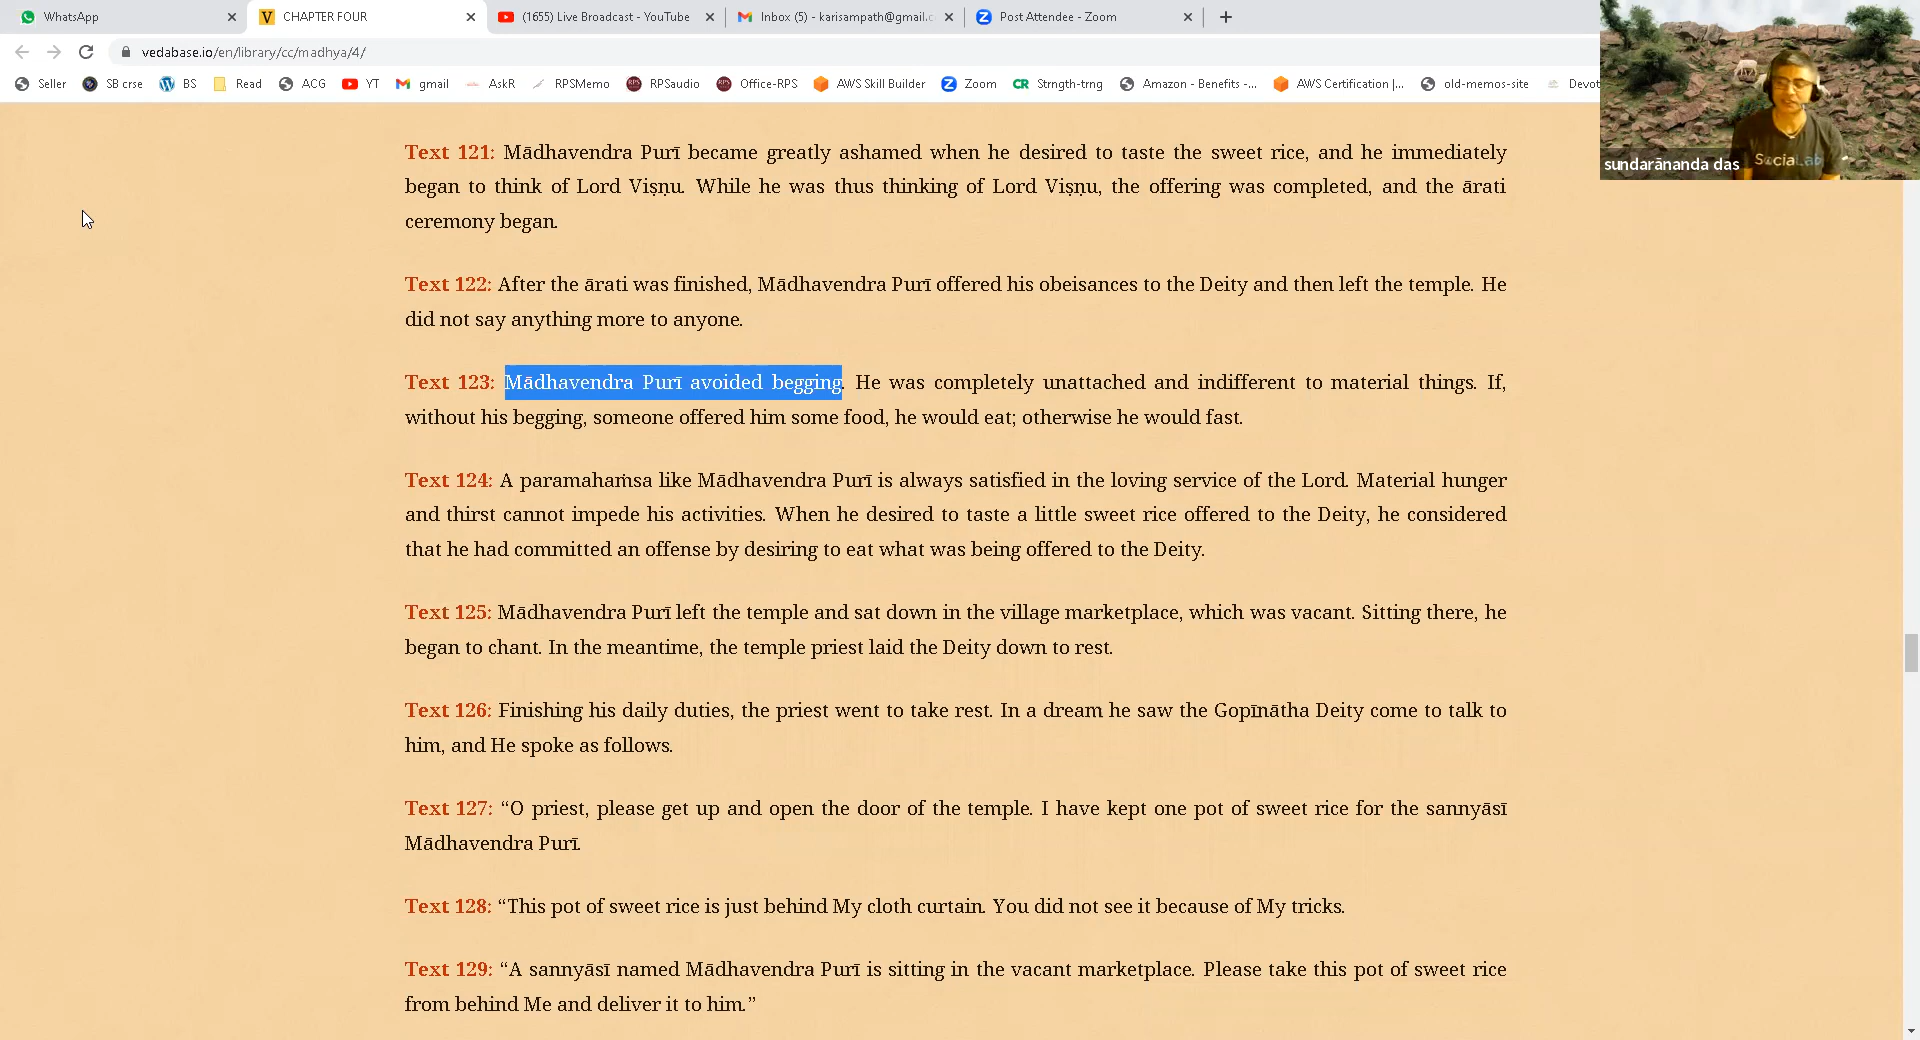 WhatsApp
CHAPTER FOUR
(1655) Live Broadcast - YouTube
Inbox (5) - karisampath@gmail.c
Post Attendee - Zoom
vedabase.io/en/library/cc/madhya/4/
Seller SB crse BS Read ACG YT gmail AskR RPSMemo RPSaudio Office-RPS AWS Skill Builder Zoom Strngth-trng Amazon - Benefits -... AWS Certification |... old-memos-site Devot
SociaLab
sundarānanda das
Text 121: Mādhavendra Purī became greatly ashamed when he desired to taste the sweet rice, and he immediately
began to think of Lord Viṣṇu. While he was thus thinking of Lord Viṣṇu, the offering was completed, and the ārati
ceremony began.
Text 122: After the ārati was finished, Mādhavendra Purī offered his obeisances to the Deity and then left the temple. He
did not say anything more to anyone.
Text 123: Mādhavendra Purī avoided begging. He was completely unattached and indifferent to material things. If,
without his begging, someone offered him some food, he would eat; otherwise he would fast.
Text 124: A paramahaṁsa like Mādhavendra Purī is always satisfied in the loving service of the Lord. Material hunger
and thirst cannot impede his activities. When he desired to taste a little sweet rice offered to the Deity, he considered
that he had committed an offense by desiring to eat what was being offered to the Deity.
Text 125: Mādhavendra Purī left the temple and sat down in the village marketplace, which was vacant. Sitting there, he
began to chant. In the meantime, the temple priest laid the Deity down to rest.
Text 126: Finishing his daily duties, the priest went to take rest. In a dream he saw the Gopīnātha Deity come to talk to
him, and He spoke as follows.
Text 127: “O priest, please get up and open the door of the temple. I have kept one pot of sweet rice for the sannyāsī
Mādhavendra Purī.
Text 128: “This pot of sweet rice is just behind My cloth curtain. You did not see it because of My tricks.
Text 129: “A sannyāsī named Mādhavendra Purī is sitting in the vacant marketplace. Please take this pot of sweet rice
from behind Me and deliver it to him.”